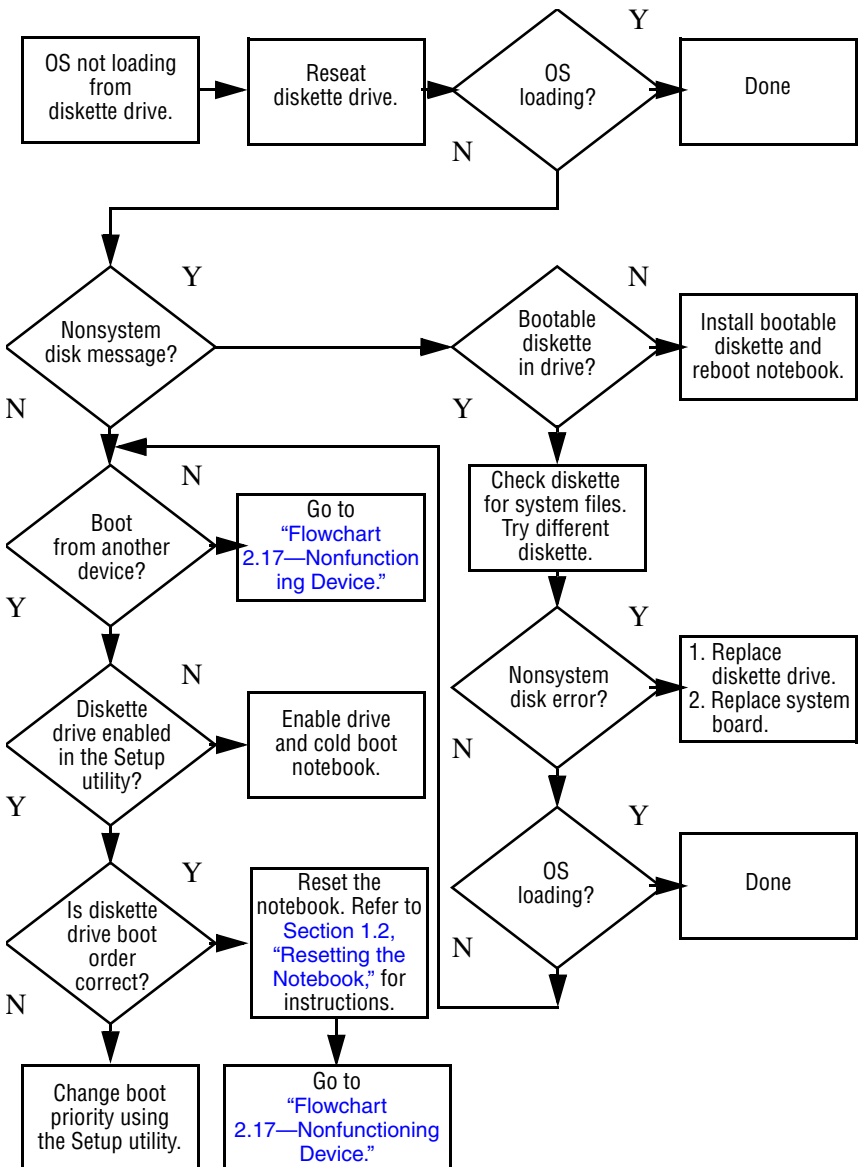 Y
OS not loading
from
diskette drive.
Reseat
diskette drive.
OS
loading?
Done
N
Y
Nonsystem
disk message?
N
N
Bootable
diskette
in drive?
Y
Install bootable
diskette and
reboot notebook.
N
Boot
from another
device?
Y
Go to
“Flowchart
2.17—Nonfunction
ing Device.”
Check diskette
for system files.
Try different
diskette.
Y
Nonsystem
disk error?
N
1. Replace
diskette drive.
2. Replace system
board.
N
Diskette
drive enabled
in the Setup
utility?
Y
Enable drive
and cold boot
notebook.
Y
OS
loading?
N
Done
Y
Is diskette
drive boot
order
correct?
N
Reset the
notebook. Refer to
Section 1.2,
“Resetting the
Notebook,” for
instructions.
Change boot
priority using
the Setup utility.
Go to
“Flowchart
2.17—Nonfunctioning
Device.”